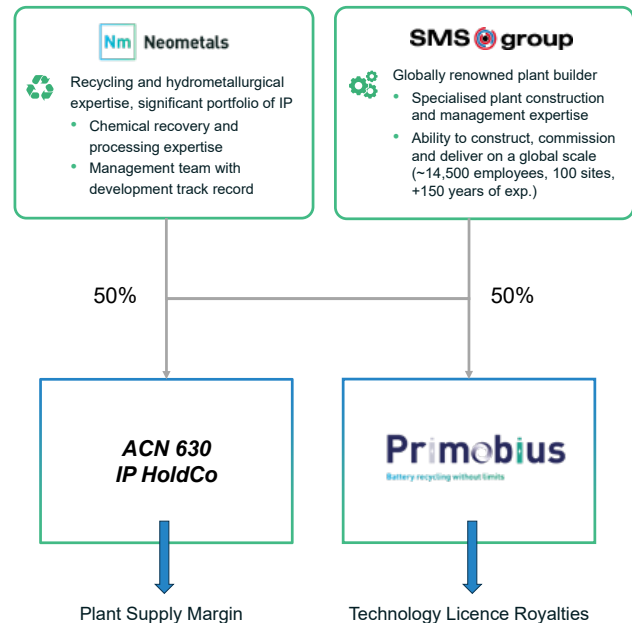 Nm Neometals
Recycling and hydrometallurgical
expertise, significant portfolio of IP
• Chemical recovery and
processing expertise
• Management team with
development track record
SMS group
Globally renowned plant builder
• Specialised plant construction
and management expertise
• Ability to construct, commission
and deliver on a global scale
(~14,500 employees, 100 sites,
+150 years of exp.)
50%
50%
ACN 630
IP HoldCo
Primobius
Battery recycling without limits
Plant Supply Margin
Technology Licence Royalties